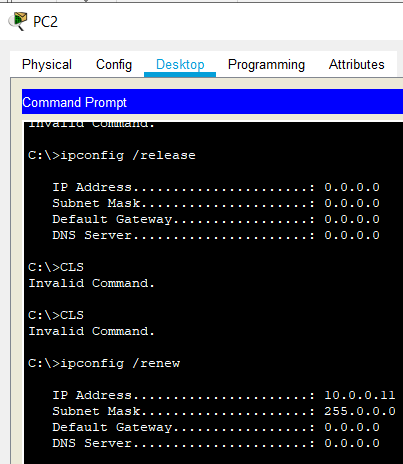 PC2
Physical Config Desktop Programming Attributes
Command Prompt
Invalid Command.
C:\>ipconfig /release
IP Address......................: 0.0.0.0
Subnet Mask.....................: 0.0.0.0
Default Gateway.................: 0.0.0.0
DNS Server......................: 0.0.0.0
C:\>CLS
Invalid Command.
C:\>CLS
Invalid Command.
C:\>ipconfig /renew
IP Address......................: 10.0.0.11
Subnet Mask.....................: 255.0.0.0
Default Gateway.................: 0.0.0.0
DNS Server......................: 0.0.0.0